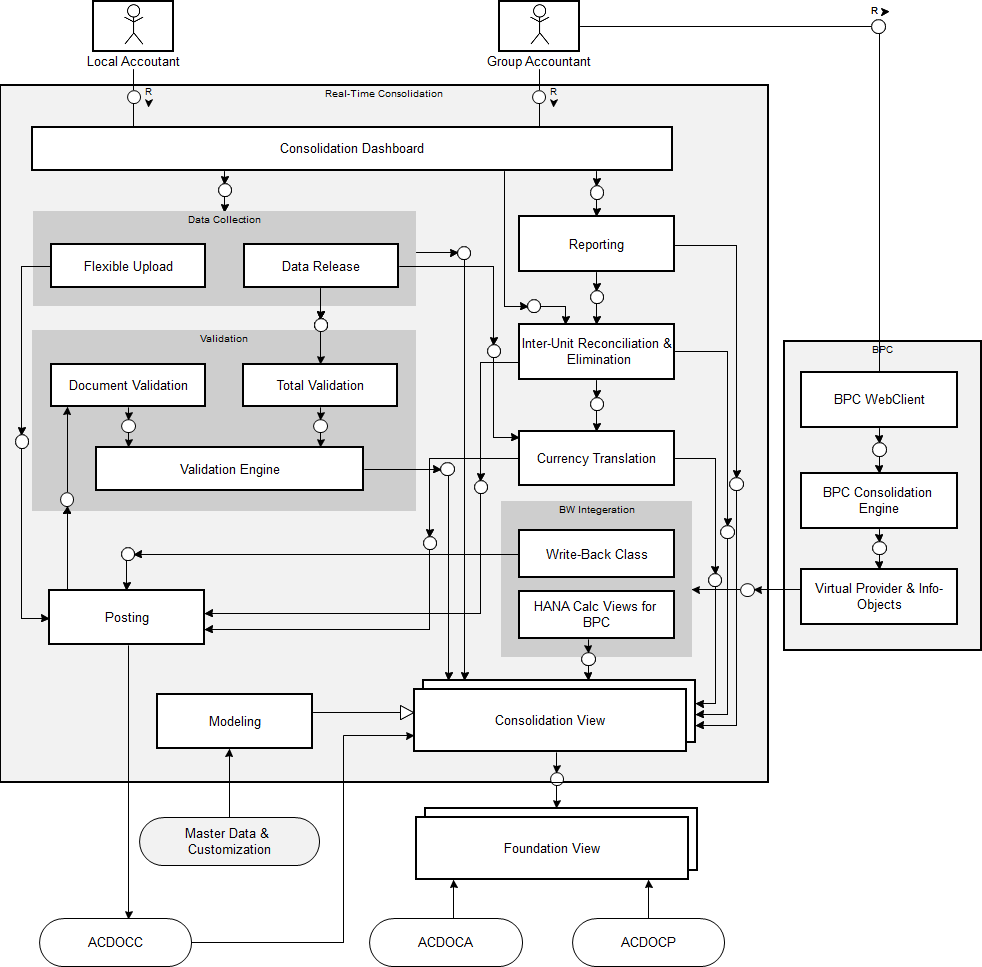 R
Local Accoutant
Group Accountant
R
R
Real-Time Consolidation
Consolidation Dashboard
Data Collection
Flexible Upload
Data Release
Reporting
Validation
Inter-Unit Reconciliation &
Elimination
BPC
Document Validation
Total Validation
BPC WebClient
Validation Engine
Currency Translation
BPC Consolidation
Engine
BW Integeration
Write-Back Class
HANA Calc Views for
BPC
Virtual Provider & Info-
Objects
Posting
Modeling
Consolidation View
Master Data &
Customization
Foundation View
ACDOCC
ACDOCA
ACDOCP